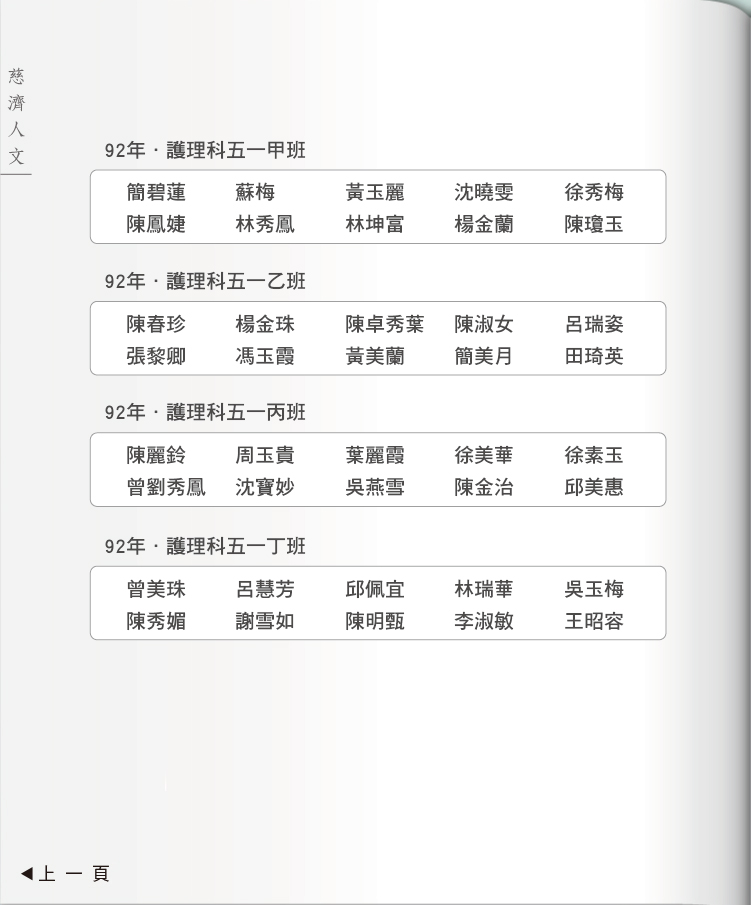 慈濟人文
92年·護理科五一甲班
簡碧蓮 蘇梅 黃玉麗 沈曉雯 徐秀梅
陳鳳婕 林秀鳳 林坤富 楊金蘭 陳瓊玉
92年·護理科五一乙班
陳春珍 楊金珠 陳卓秀葉 陳淑女 呂瑞姿
張黎卿 馮玉霞 黃美蘭 簡美月 田琦英
92年·護理科五一丙班
陳麗鈴 周玉貴 葉麗霞 徐美華 徐素玉
曾劉秀鳳 沈寶妙 吳燕雪 陳金治 邱美惠
92年·護理科五一丁班
曾美珠 呂慧芳 邱佩宜 林瑞華 吳玉梅
陳秀媚 謝雪如 陳明甄 李淑敏 王昭容
◀上一頁